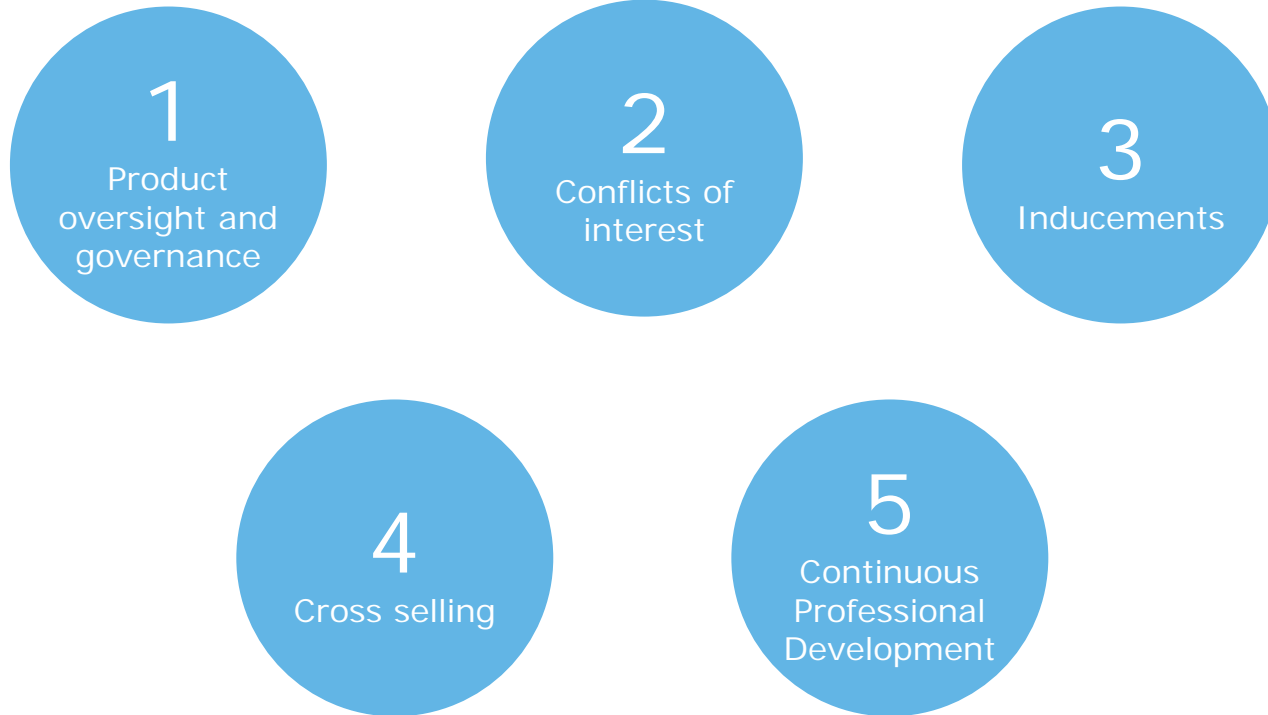 1
Product
oversight and
governance
2
Conflicts of
interest
3
Inducements
4
Cross selling
5
Continuous
Professional
Development